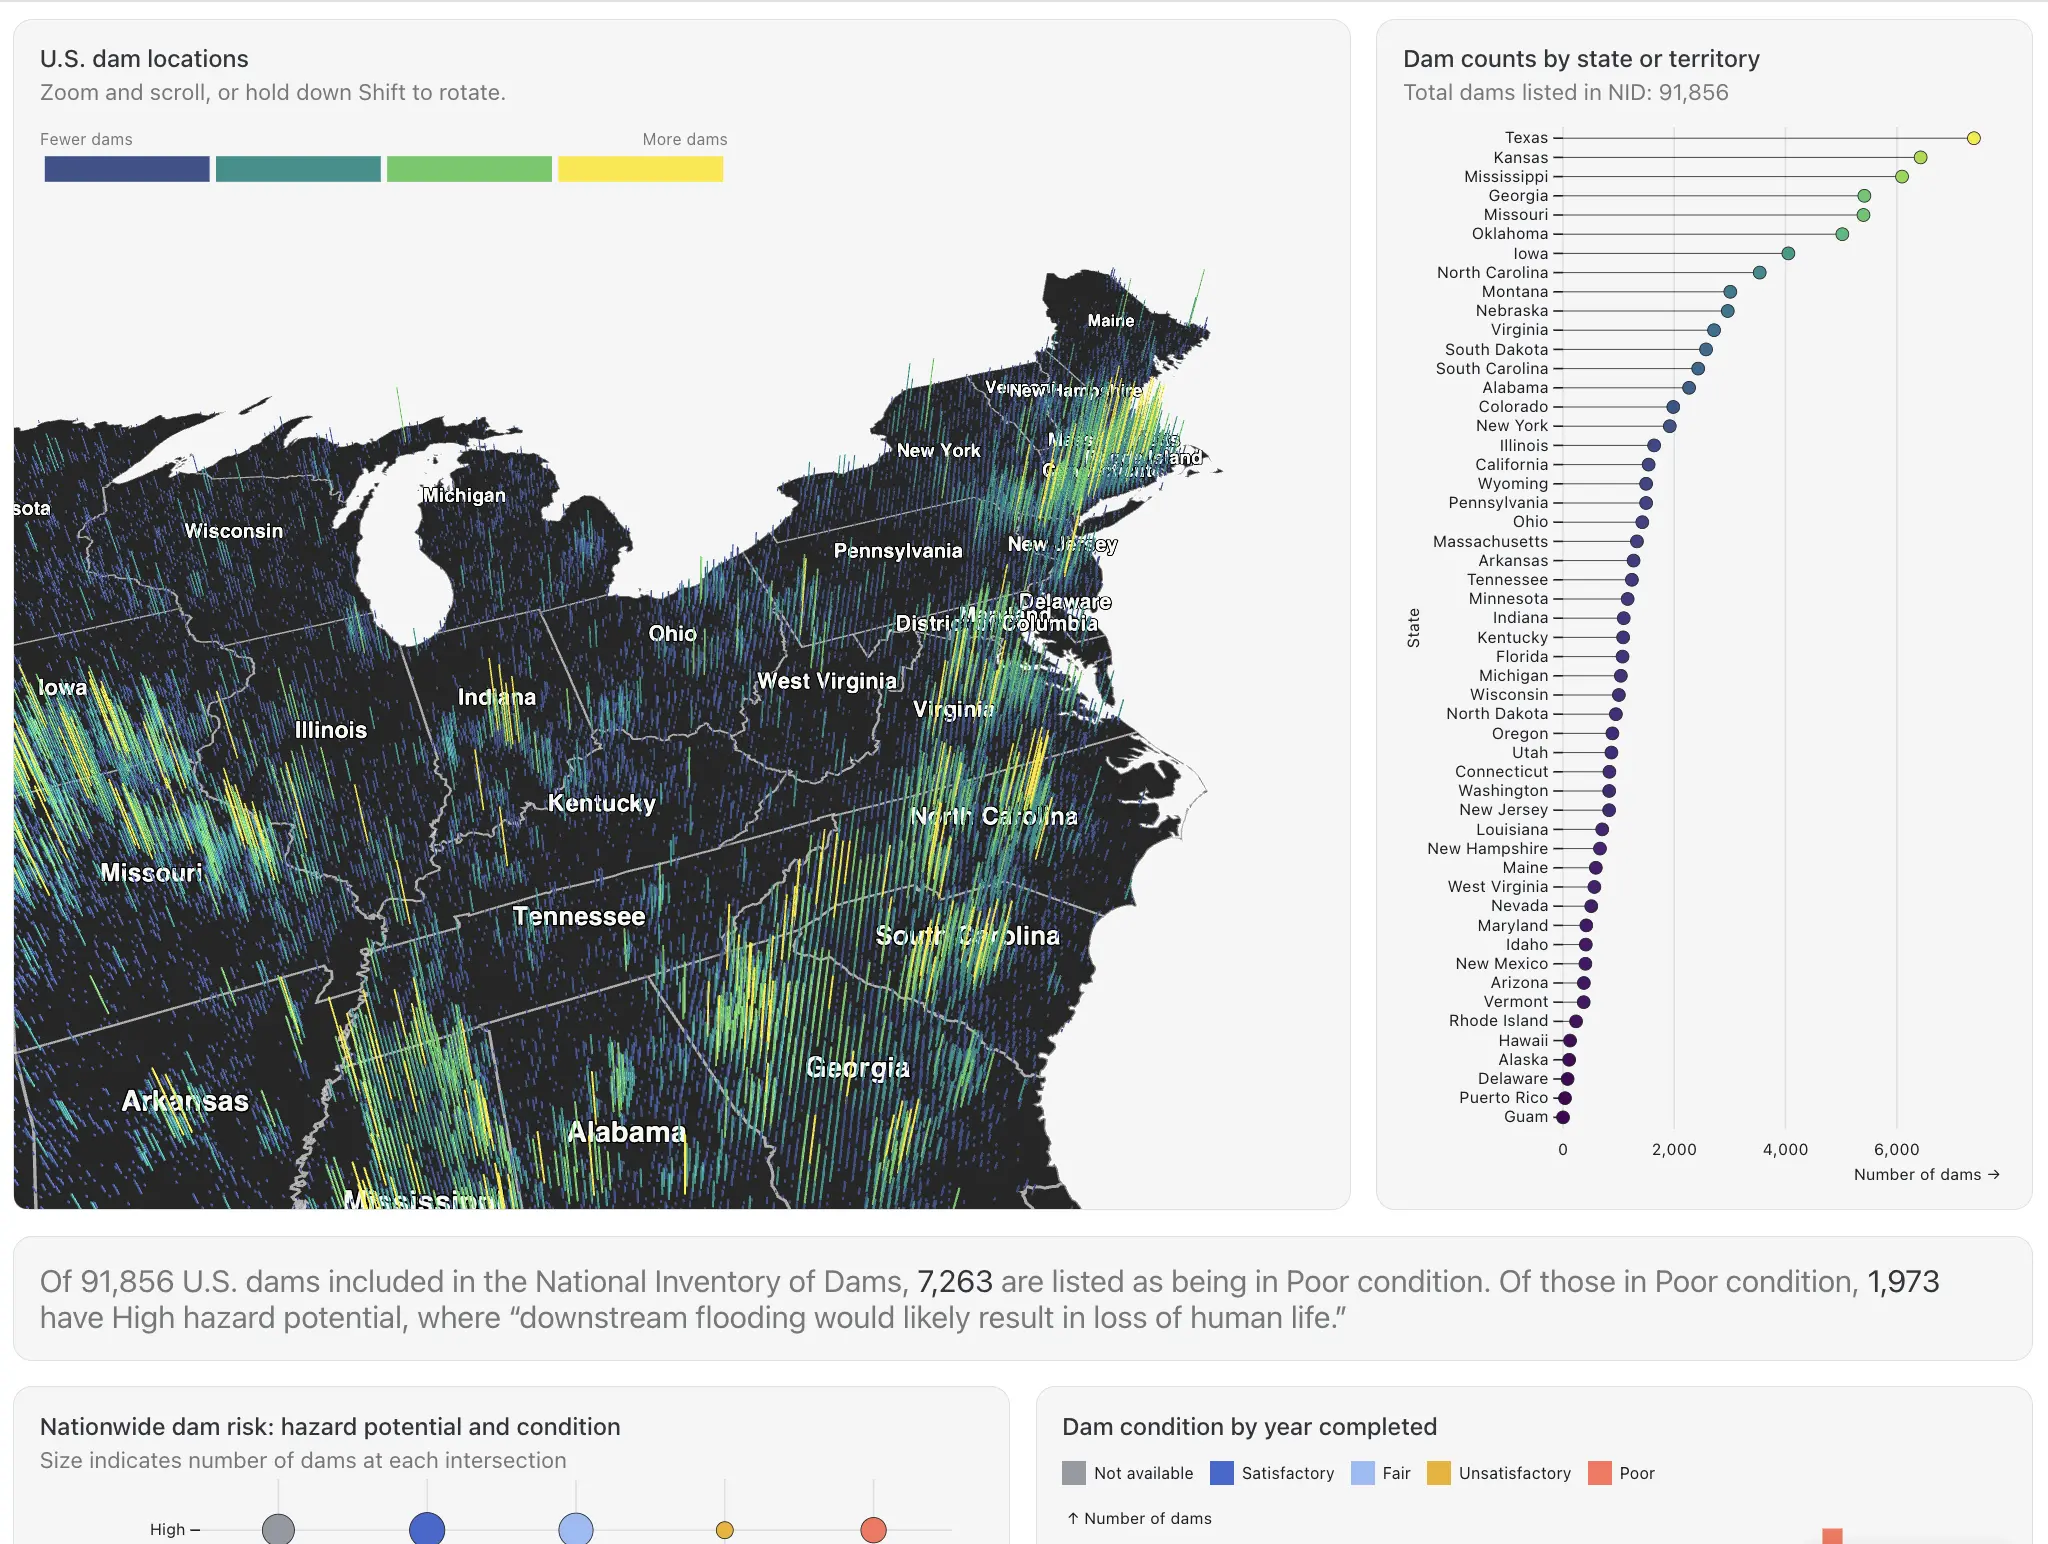 U.S. dam locations
Zoom and scroll, or hold down Shift to rotate.
Fewer dams
More dams
Maine
New Hampshire
New York
Michigan
sota
Wisconsin
Pennsylvania
New Jersey
Delaware
Maryland
Columbia
Ohio
West Virginia
Iowa
Indiana
Virginia
Illinois
Kentucky
North Carolina
Missouri
Tennessee
South Carolina
Georgia
Arkansas
Alabama
Mississippi
Dam counts by state or territory
Total dams listed in NID: 91,856
State
Texas
Kansas
Mississippi
Georgia
Missouri
Oklahoma
Iowa
North Carolina
Montana
Nebraska
Virginia
South Dakota
South Carolina
Alabama
Colorado
New York
Illinois
California
Wyoming
Pennsylvania
Ohio
Massachusetts
Arkansas
Tennessee
Minnesota
Indiana
Kentucky
Florida
Michigan
Wisconsin
North Dakota
Oregon
Utah
Connecticut
Washington
New Jersey
Louisiana
New Hampshire
Maine
West Virginia
Nevada
Maryland
Idaho
New Mexico
Arizona
Vermont
Rhode Island
Hawaii
Alaska
Delaware
Puerto Rico
Guam
0 2,000 4,000 6,000
Number of dams →
Of 91,856 U.S. dams included in the National Inventory of Dams, 7,263 are listed as being in Poor condition. Of those in Poor condition, 1,973
have High hazard potential, where “downstream flooding would likely result in loss of human life.”
Nationwide dam risk: hazard potential and condition
Size indicates number of dams at each intersection
High
Dam condition by year completed
Not available Satisfactory Fair Unsatisfactory Poor
↑ Number of dams